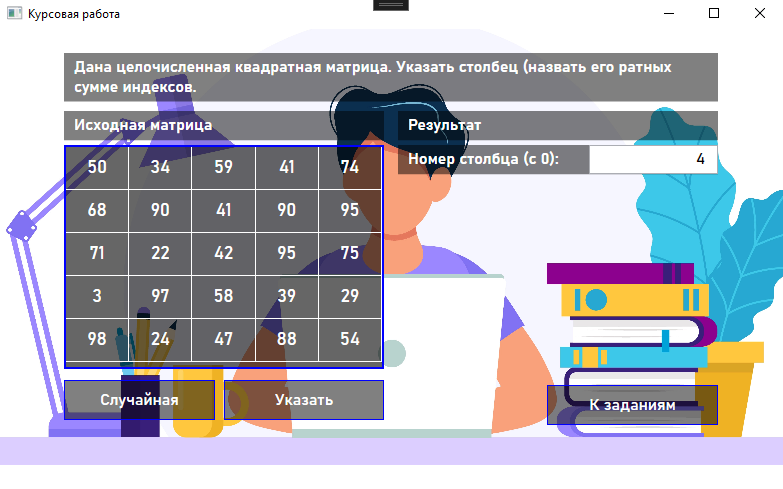 Курсовая работа
Дана целочисленная квадратная матрица. Указать столбец (назвать его ратных
сумме индексов.
Исходная матрица
Результат
Номер столбца (с 0): 4
50 34 59 41 74
68 90 41 90 95
71 22 42 95 75
3 97 58 39 29
98 24 47 88 54
Случайная
Указать
К заданиям